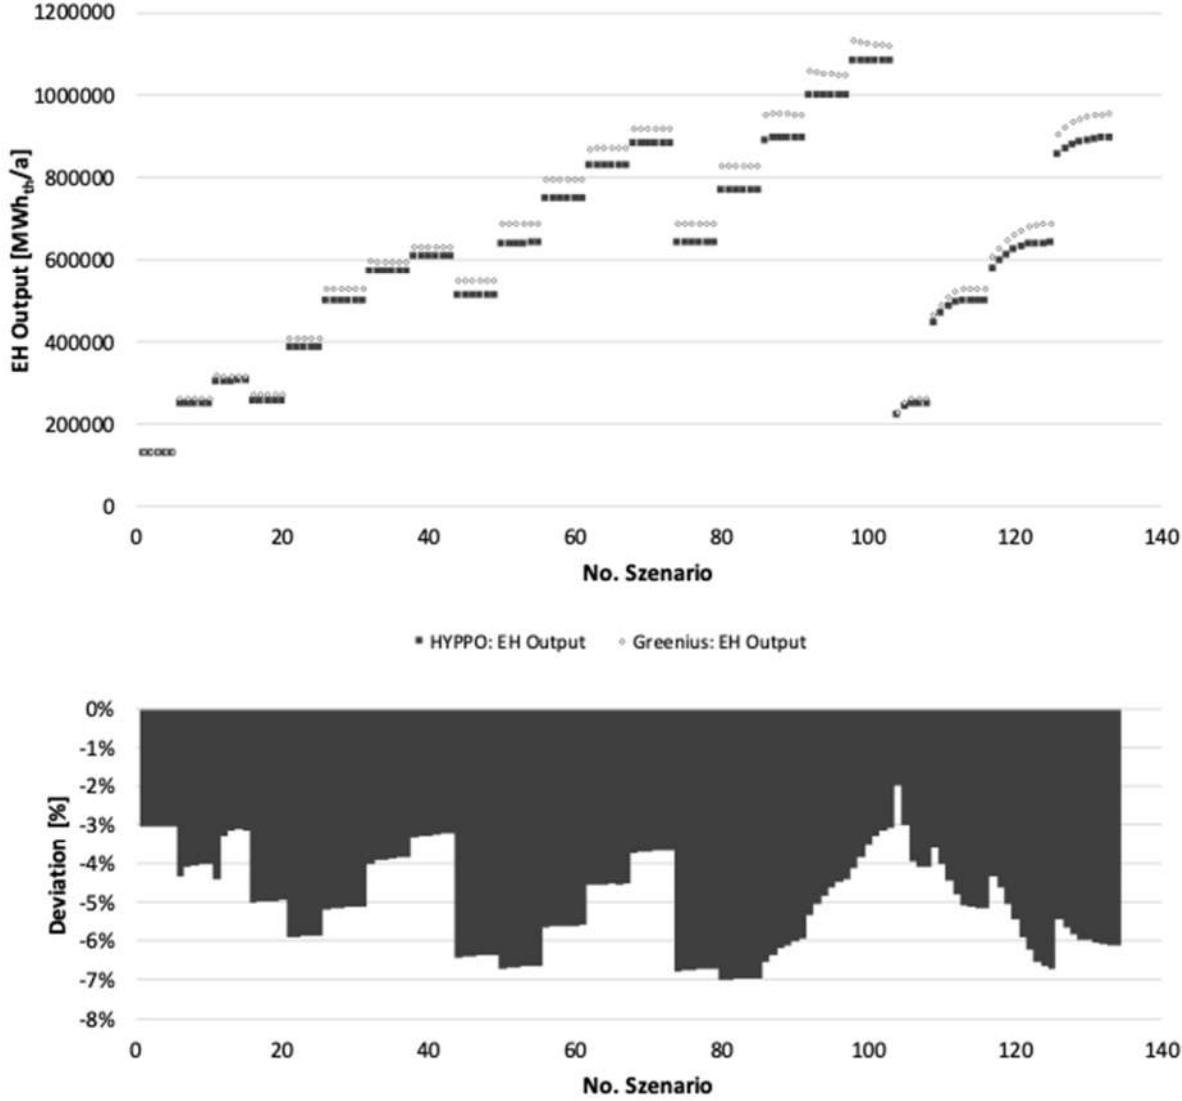 1200000
1000000
800000
600000
400000
200000
0
EH Output [MWhth/a]
0 20 40 60 80 100 120 140
No. Szenario
HYPPO: EH Output Greenius: EH Output
0%
-1%
-2%
-3%
-4%
-5%
-6%
-7%
-8%
Deviation [%]
0 20 40 60 80 100 120 140
No. Szenario